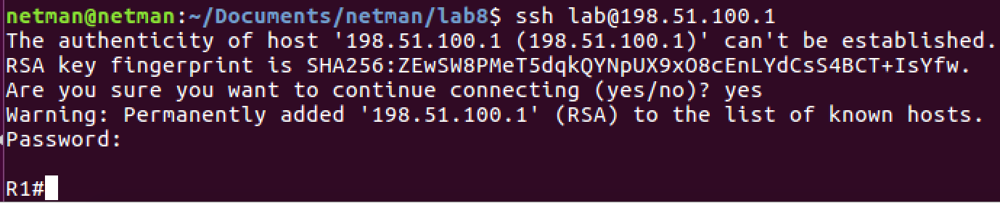 netman@netman:~/Documents/netman/lab8$ ssh lab@198.51.100.1
The authenticity of host '198.51.100.1 (198.51.100.1)' can't be established.
RSA key fingerprint is SHA256:ZEwSW8PMeT5dqkQYNpUX9xO8cEnLYdCsS4BCT+IsYfw.
Are you sure you want to continue connecting (yes/no)? yes
Warning: Permanently added '198.51.100.1' (RSA) to the list of known hosts.
Password:
R1#